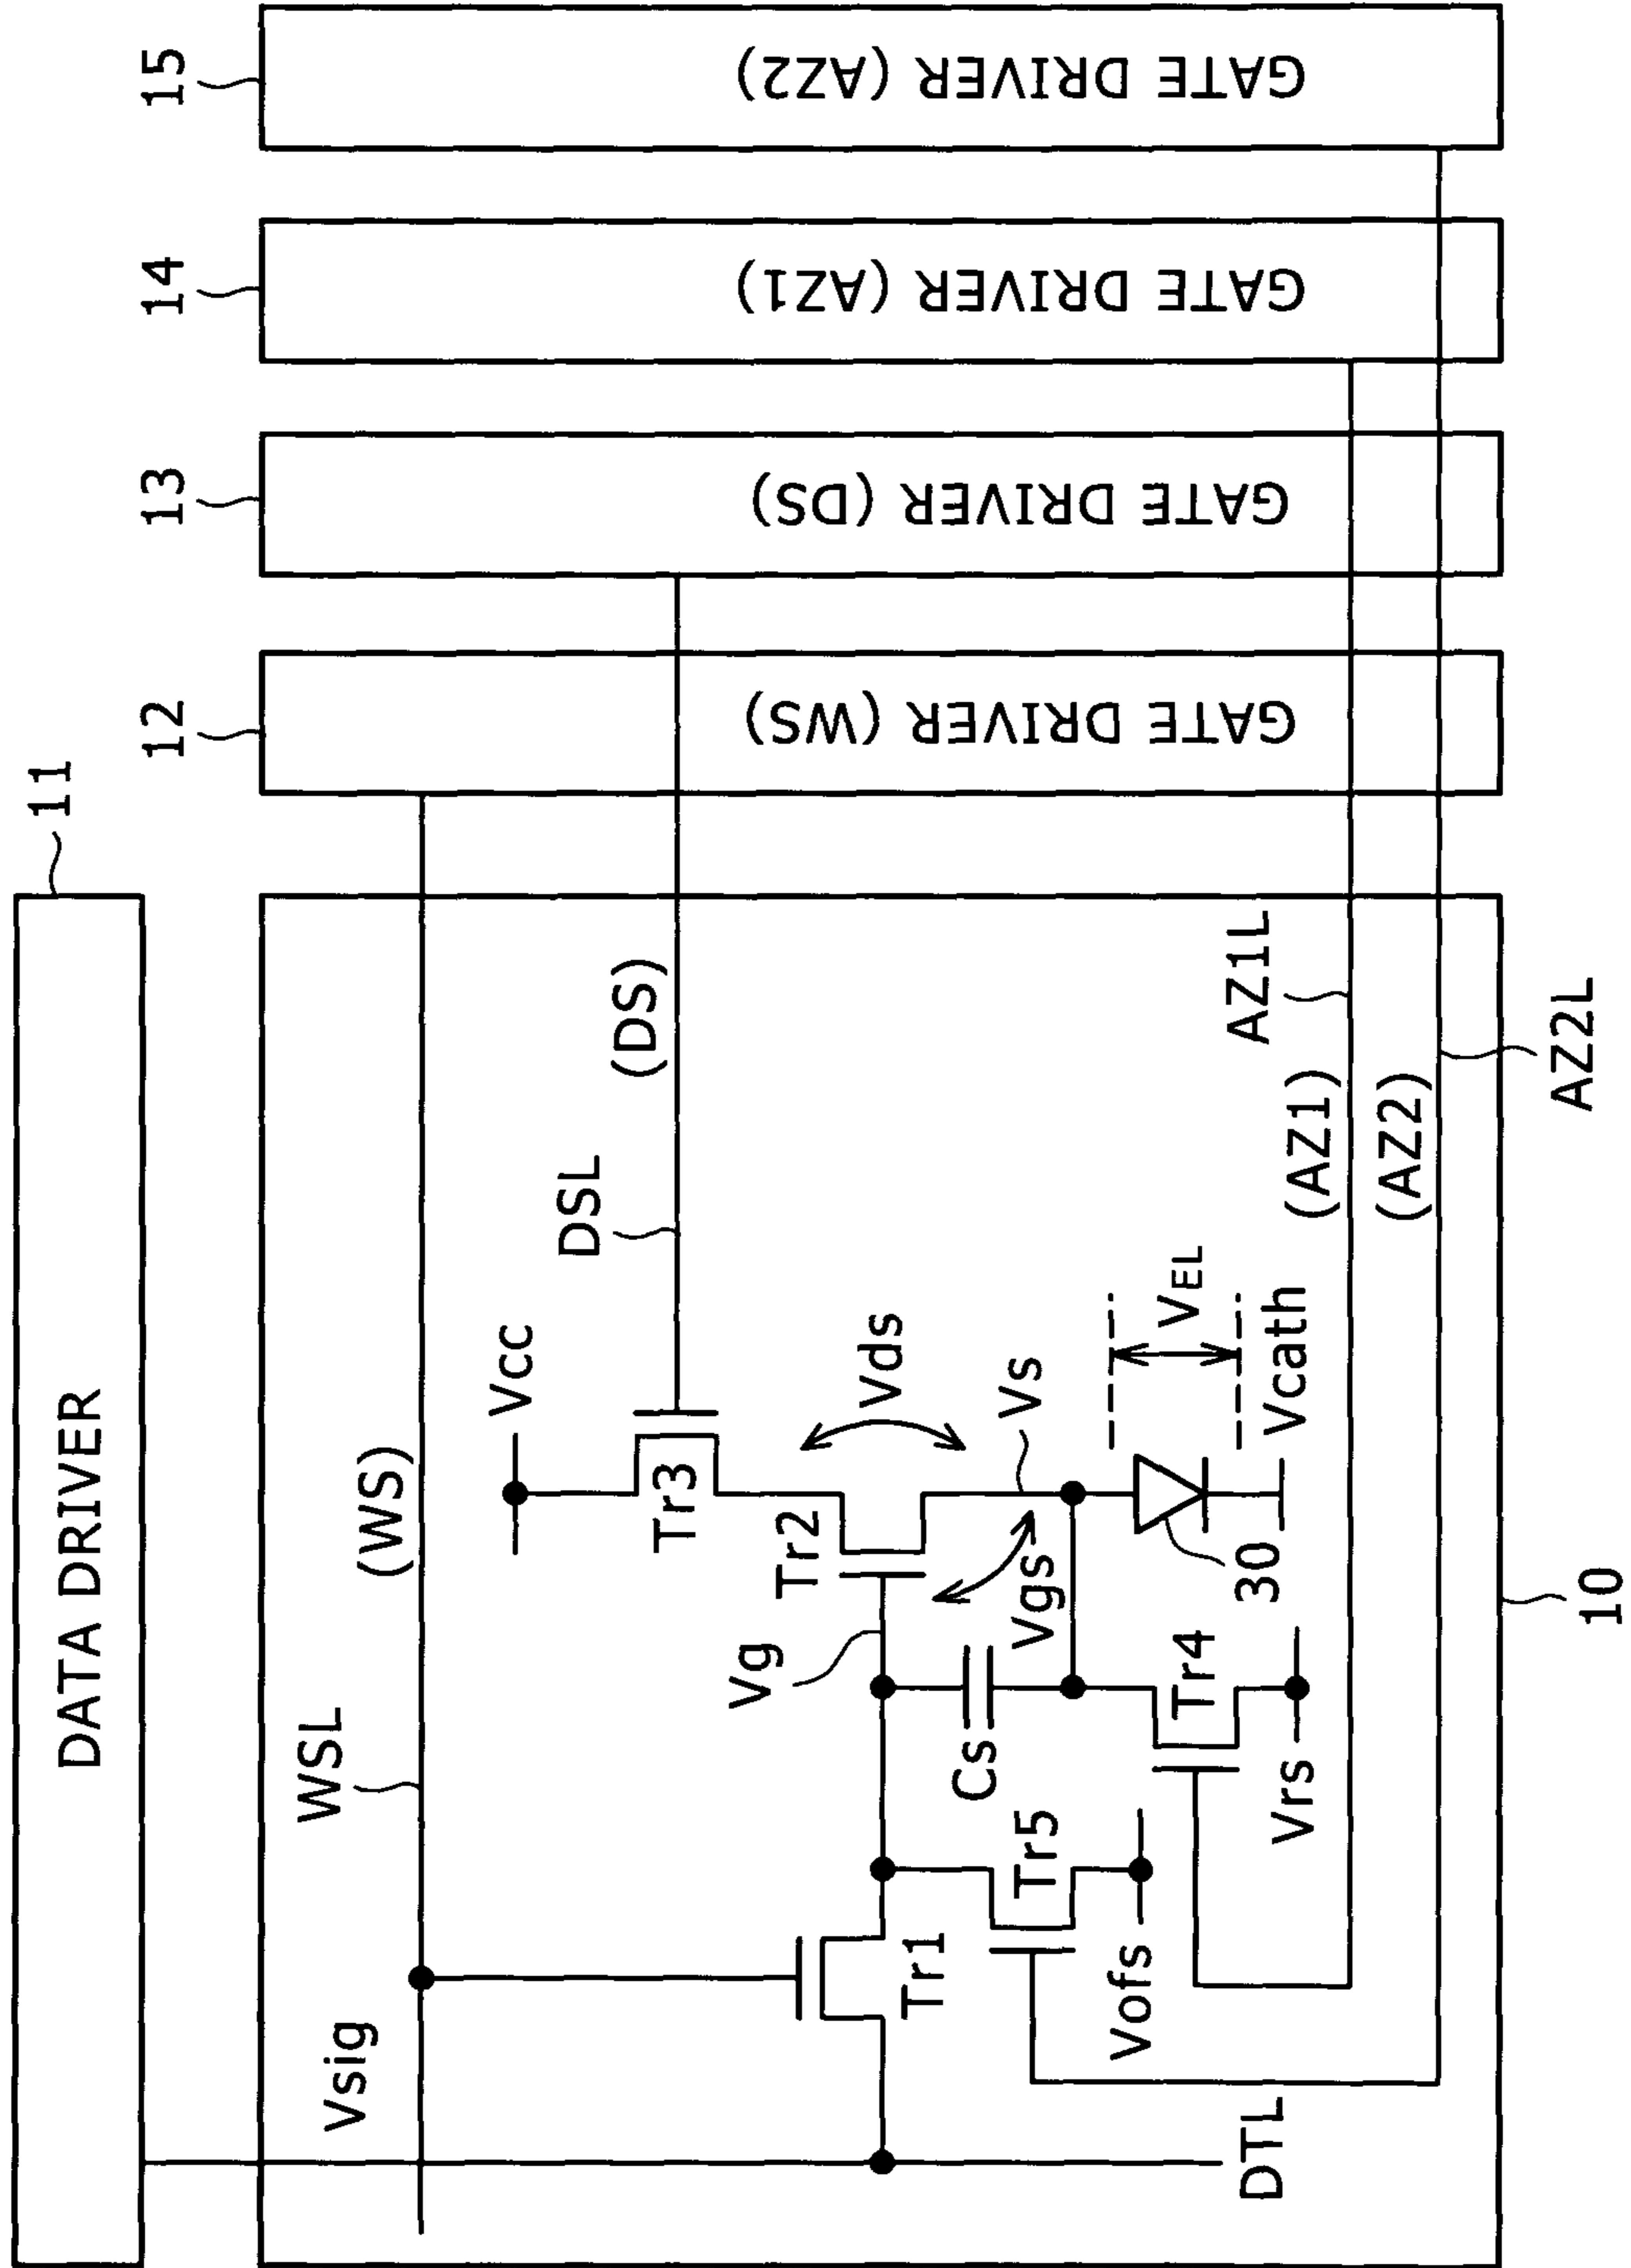 DATA DRIVER
11
12
13
14
15
GATE DRIVER (WS)
GATE DRIVER (DS)
GATE DRIVER (AZ1)
GATE DRIVER (AZ2)
Vsig
WSL
(WS)
Vcc
DSL
(DS)
Tr3
Vg
Tr2
Vds
Tr1
Cs
Vgs
Vs
Tr5
Tr4
VEL
Vofs
Vrs
30
Vcath
DTL
AZ1L
(AZ1)
(AZ2)
AZ2L
10